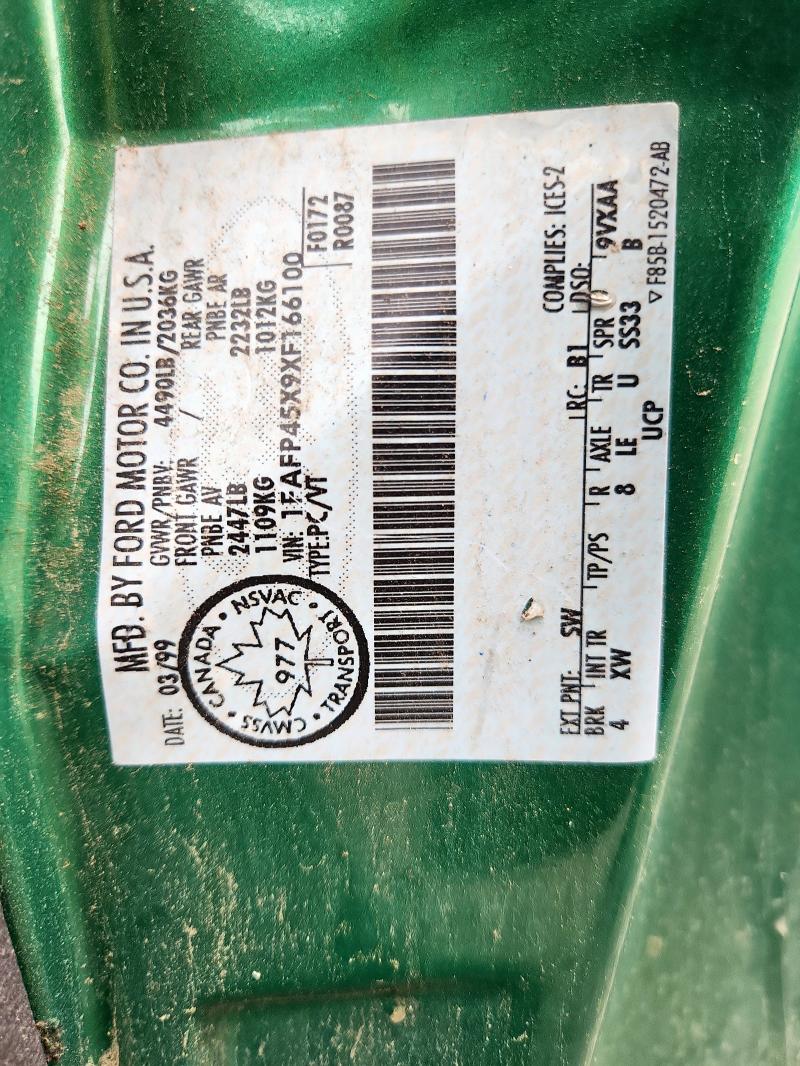 MFD. BY FORD MOTOR CO. IN U.S.A.
DATE: 03/99 GVWR/PNBV: 4490LB/2036KG
FRONT GAWR REAR GAWR
PNBE AV / PNBE AR
2447LB 2232LB
1109KG 1012KG
VIN: 1FAFP45X9XF166100
TYPE:PC/VT
F0172
R0087
CANADA • NSVAC • TRANSPORT • CMVSS •
977
COMPLIES: ICES-2
EXT PNT: SW RC: B1 DSO:
BRK INT TR TP/PS R AXLE TR SPR 9VXAA
4 XW 8 LE U SS33 B
UCP
▽F85B-1520472-AB